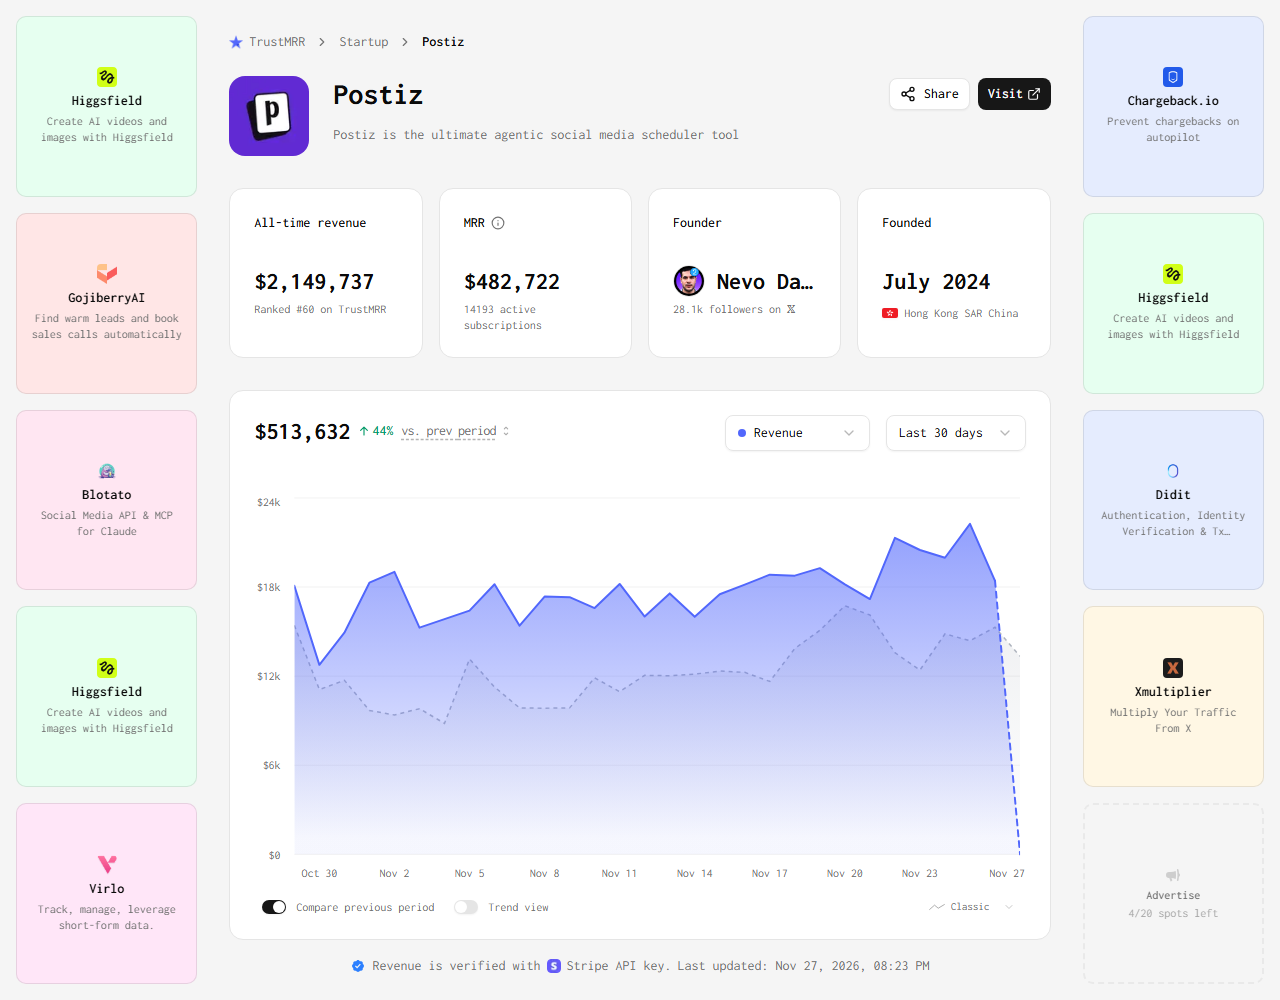 Higgsfield
Create AI videos and
images with Higgsfield
GojiberryAI
Find warm leads and book
sales calls automatically
Blotato
Social Media API & MCP
for Claude
Higgsfield
Create AI videos and
images with Higgsfield
Virlo
Track, manage, leverage
short-form data.
TrustMRR > Startup > Postiz
Postiz
Postiz is the ultimate agentic social media scheduler tool
Share
Visit
All-time revenue
$2,149,737
Ranked #60 on TrustMRR
MRR
$482,722
14193 active
subscriptions
Founder
Nevo Da…
28.1k followers on 𝕏
Founded
July 2024
Hong Kong SAR China
$513,632 ↑ 44% vs. prev period
Revenue
Last 30 days
$24k
$18k
$12k
$6k
$0
Oct 30 Nov 2 Nov 5 Nov 8 Nov 11 Nov 14 Nov 17 Nov 20 Nov 23 Nov 27
Compare previous period
Trend view
Classic
Revenue is verified with S Stripe API key. Last updated: Nov 27, 2026, 08:23 PM
Chargeback.io
Prevent chargebacks on
autopilot
Higgsfield
Create AI videos and
images with Higgsfield
Didit
Authentication, Identity
Verification & Tx…
X
Xmultiplier
Multiply Your Traffic
From X
Advertise
4/20 spots left